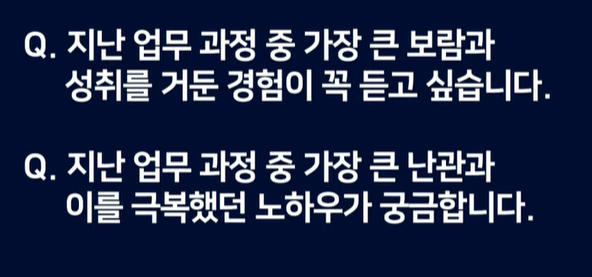 Q. 지난 업무 과정 중 가장 큰 보람과
성취를 거둔 경험이 꼭 듣고 싶습니다.
Q. 지난 업무 과정 중 가장 큰 난관과
이를 극복했던 노하우가 궁금합니다.